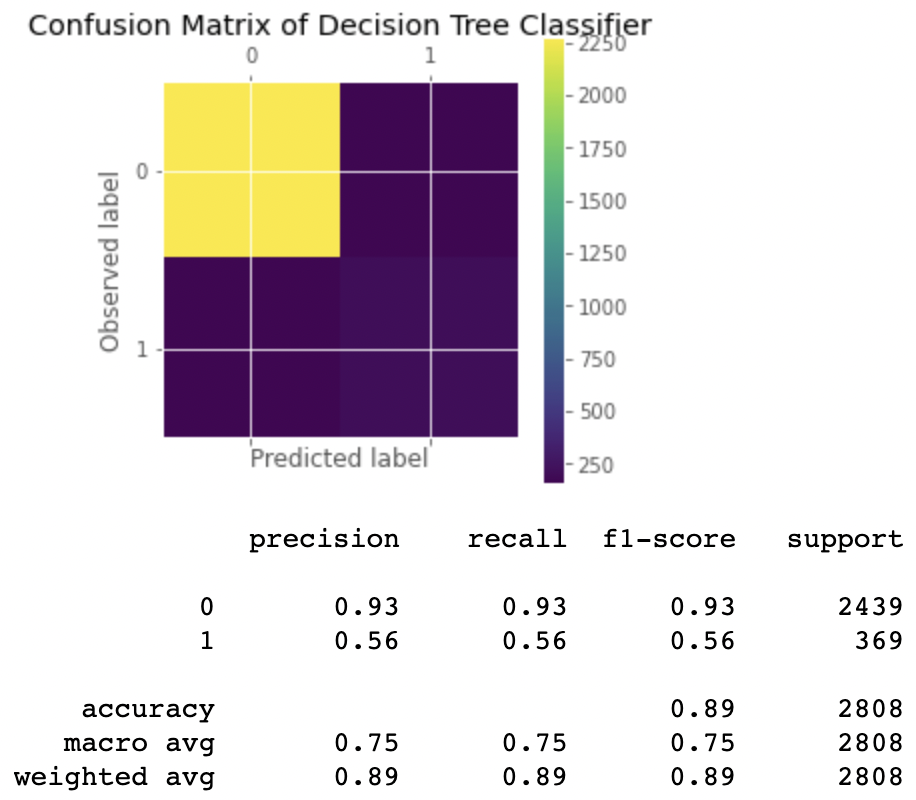 Confusion Matrix of Decision Tree Classifier
0 1
0
1
Observed label
Predicted label
2250
2000
1750
1500
1250
1000
750
500
250
precision recall f1-score support
0 0.93 0.93 0.93 2439
1 0.56 0.56 0.56 369
accuracy 0.89 2808
macro avg 0.75 0.75 0.75 2808
weighted avg 0.89 0.89 0.89 2808